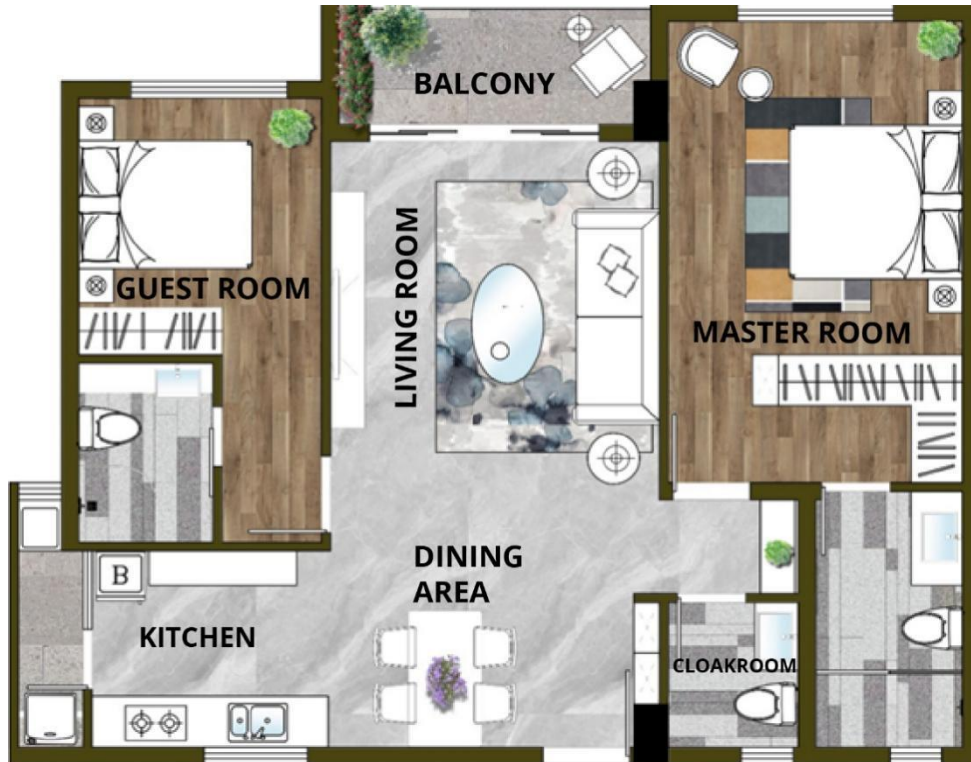 BALCONY
GUEST ROOM
LIVING ROOM
MASTER ROOM
DINING
AREA
B
KITCHEN
CLOAKROOM